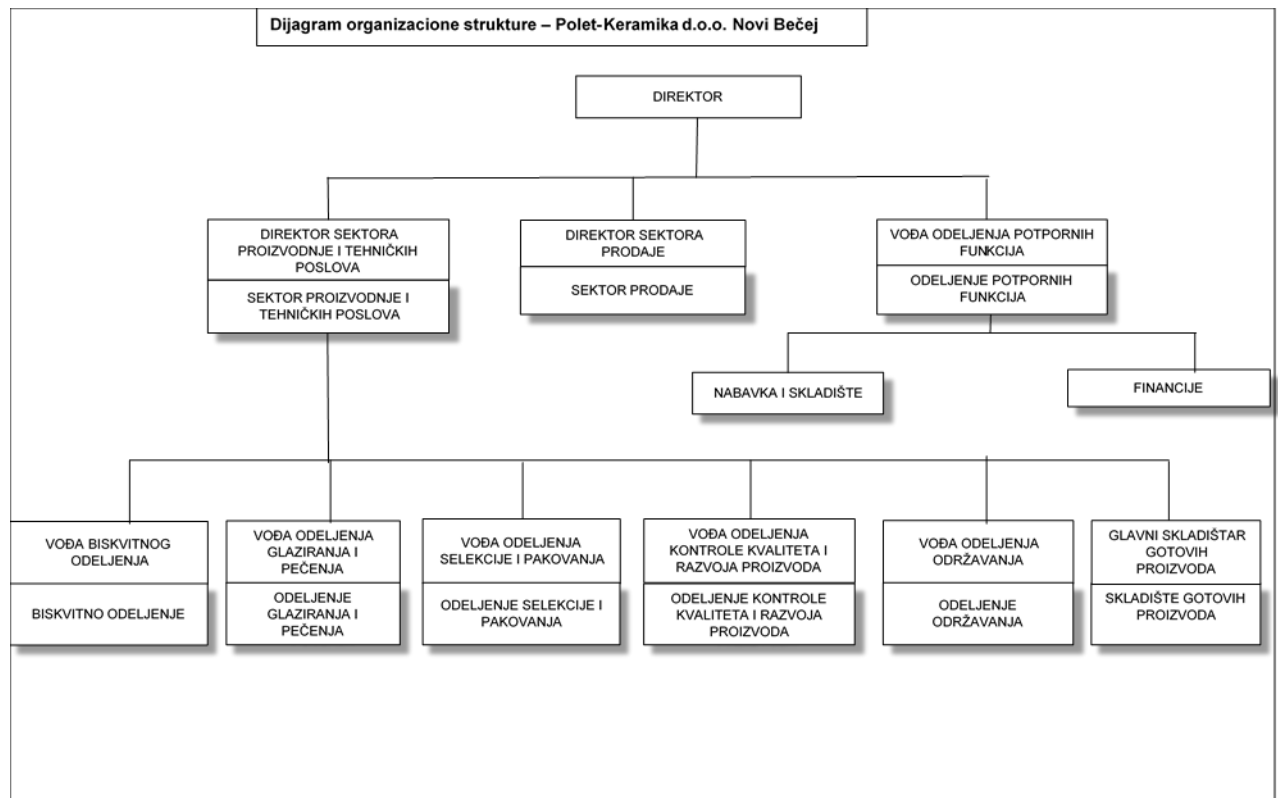 Dijagram organizacione strukture – Polet-Keramika d.o.o. Novi Bečej
DIREKTOR
DIREKTOR SEKTORA
PROIZVODNJE I TEHNIČKIH
POSLOVA
SEKTOR PROIZVODNJE I
TEHNIČKIH POSLOVA
DIREKTOR SEKTORA
PRODAJE
SEKTOR PRODAJE
VOĐA ODELJENJA POTPORNIH
FUNKCIJA
ODELJENJE POTPORNIH
FUNKCIJA
NABAVKA I SKLADIŠTE
FINANCIJE
VOĐA BISKVITNOG
ODELJENJA
BISKVITNO ODELJENJE
VOĐA ODELJENJA
GLAZIRANJA I
PEČENJA
ODELJENJE
GLAZIRANJA I
PEČENJA
VOĐA ODELJENJA
SELEKCIJE I PAKOVANJA
ODELJENJE SELEKCIJE I
PAKOVANJA
VOĐA ODELJENJA
KONTROLE KVALITETA I
RAZVOJA PROIZVODA
ODELJENJE KONTROLE
KVALITETA I RAZVOJA
PROIZVODA
VOĐA ODELJENJA
ODRŽAVANJA
ODELJENJE
ODRŽAVANJA
GLAVNI SKLADIŠTAR
GOTOVIH
PROIZVODA
SKLADIŠTE GOTOVIH
PROIZVODA